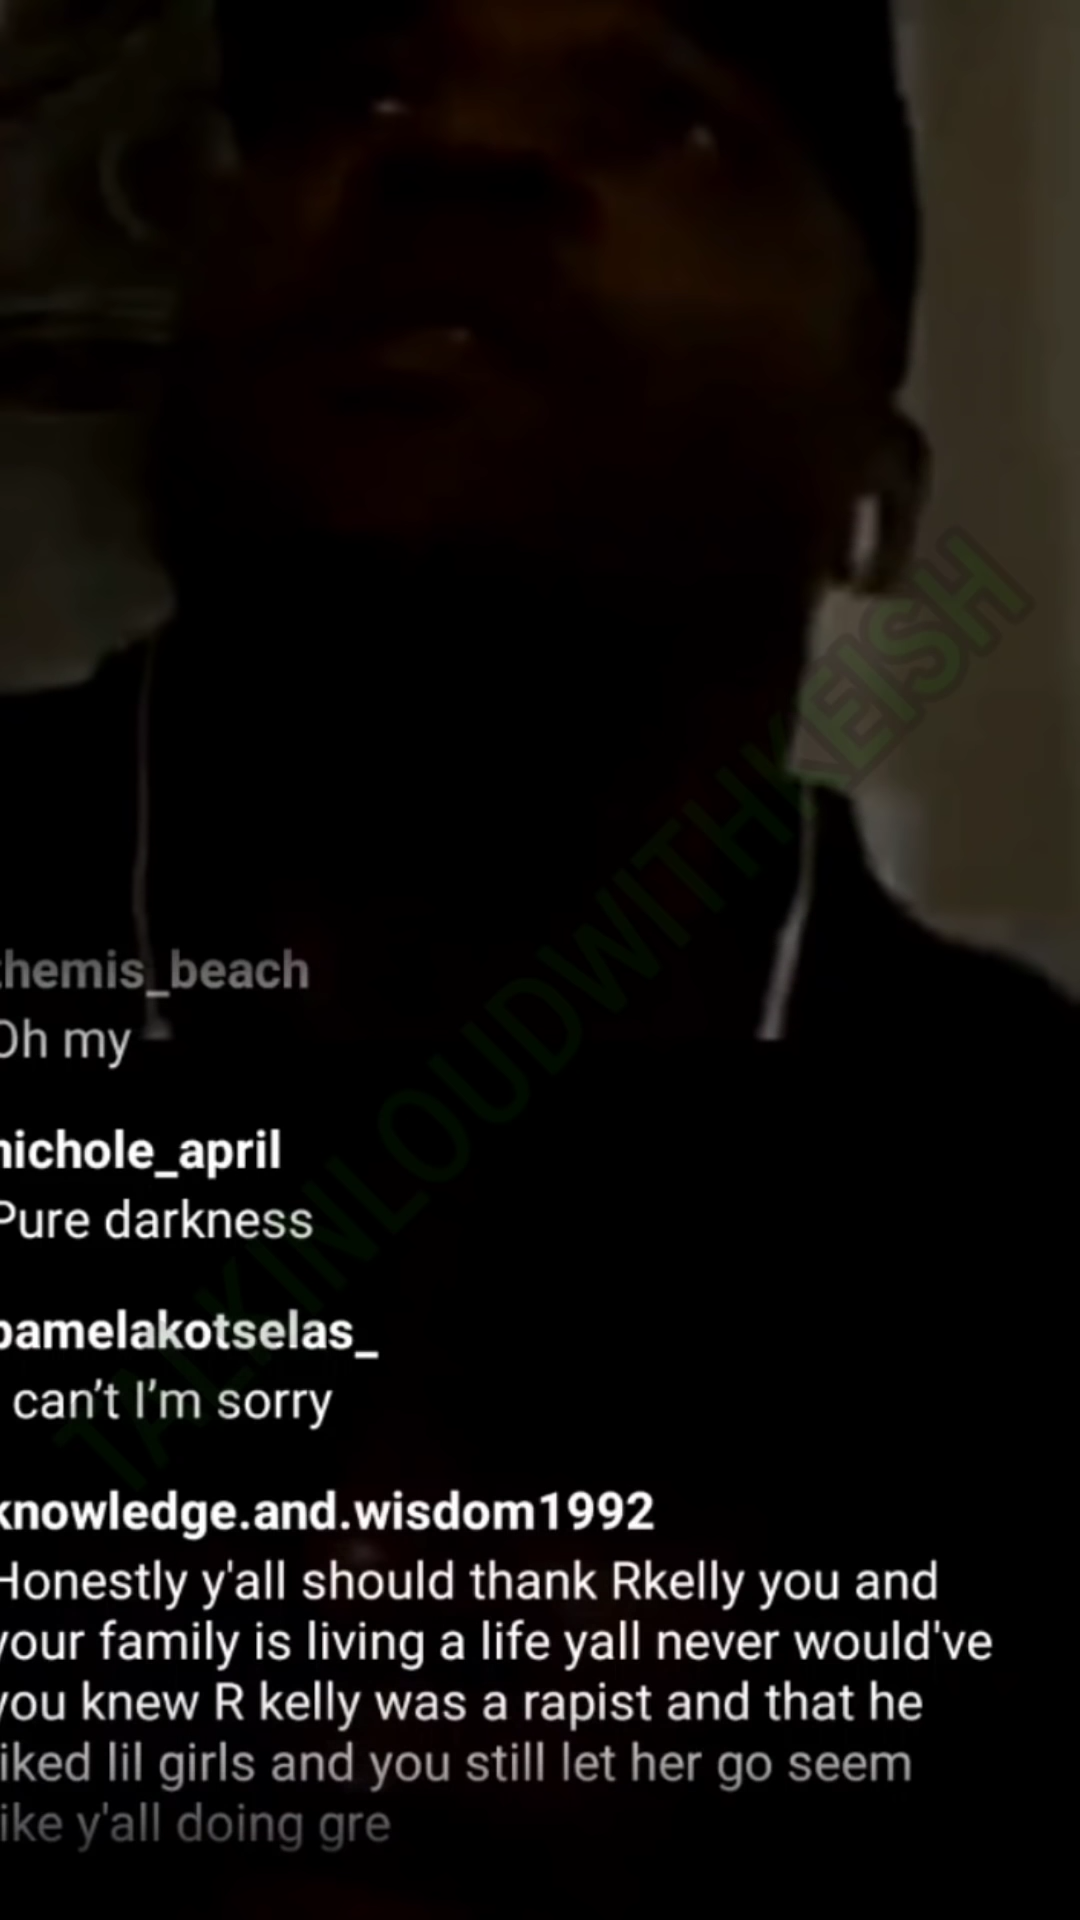 TALKINLOUDWITHKEISH
themis_beach
Oh my
nichole_april
Pure darkness
pamelakotselas_
can't I'm sorry
knowledge.and.wisdom1992
Honestly y'all should thank Rkelly you and
your family is living a life yall never would've
you knew R kelly was a rapist and that he
liked lil girls and you still let her go seem
like y'all doing gre